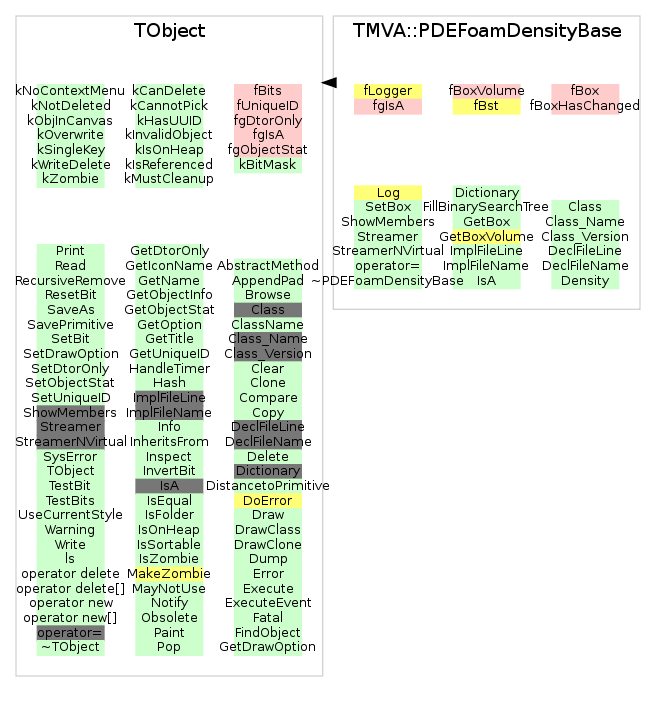 TObject
kNoContextMenu kCanDelete fBits
kNotDeleted kCannotPick fUniqueID
kObjInCanvas kHasUUID fgDtorOnly
kOverwrite kInvalidObject fgIsA
kSingleKey kIsOnHeap fgObjectStat
kWriteDelete kIsReferenced kBitMask
kZombie kMustCleanup
Print GetDtorOnly
Read GetIconName AbstractMethod
RecursiveRemove GetName AppendPad
ResetBit GetObjectInfo Browse
SaveAs GetObjectStat Class
SavePrimitive GetOption ClassName
SetBit GetTitle Class_Name
SetDrawOption GetUniqueID Class_Version
SetDtorOnly HandleTimer Clear
SetObjectStat Hash Clone
SetUniqueID ImplFileLine Compare
ShowMembers ImplFileName Copy
Streamer Info DeclFileLine
StreamerNVirtual InheritsFrom DeclFileName
SysError Inspect Delete
TObject InvertBit Dictionary
TestBit IsA DistancetoPrimitive
TestBits IsEqual DoError
UseCurrentStyle IsFolder Draw
Warning IsOnHeap DrawClass
Write IsSortable DrawClone
ls IsZombie Dump
operator delete MakeZombie Error
operator delete[] MayNotUse Execute
operator new Notify ExecuteEvent
operator new[] Obsolete Fatal
operator= Paint FindObject
~TObject Pop GetDrawOption
TMVA::PDEFoamDensityBase
fLogger fBoxVolume fBox
fgIsA fBst fBoxHasChanged
Log Dictionary
SetBox FillBinarySearchTree Class
ShowMembers GetBox Class_Name
Streamer GetBoxVolume Class_Version
StreamerNVirtual ImplFileLine DeclFileLine
operator= ImplFileName DeclFileName
~PDEFoamDensityBase IsA Density